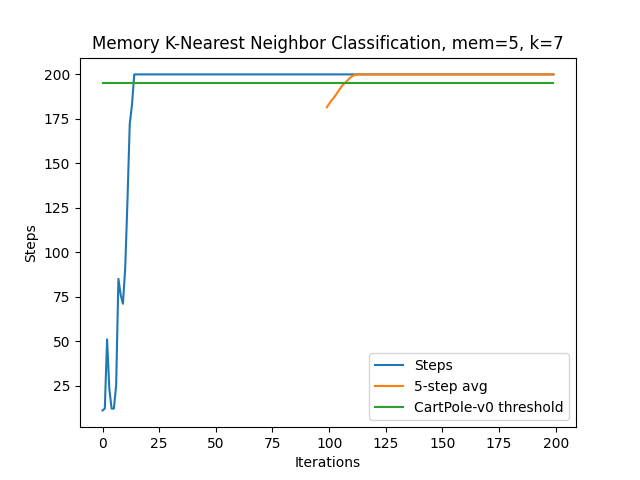 Memory K-Nearest Neighbor Classification, mem=5, k=7
200
175
150
125
100
75
50
25
Steps
0
25
50
75
100
125
150
175
200
Iterations
Steps
5-step avg
CartPole-v0 threshold